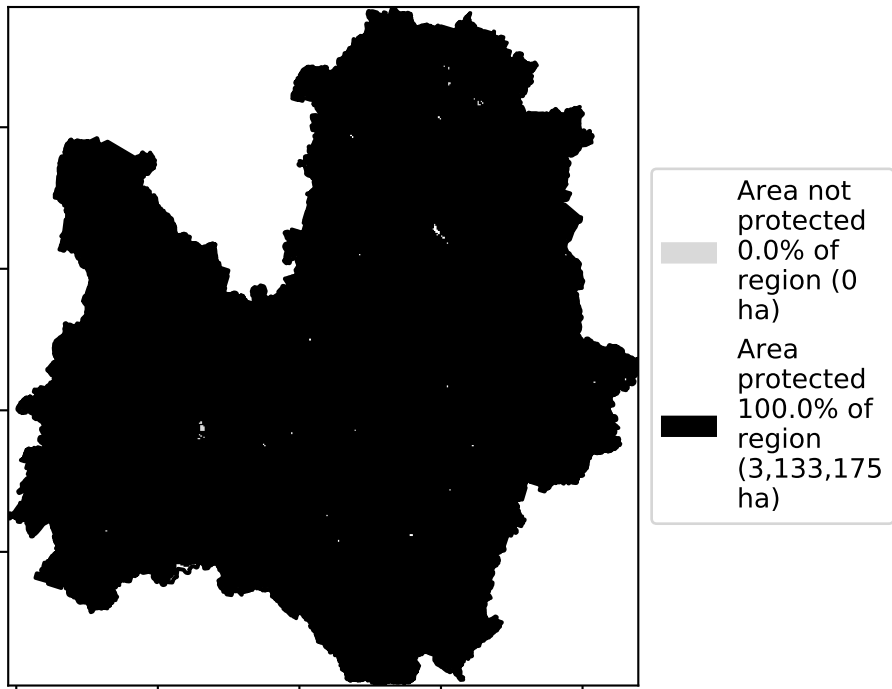 Area not
protected
0.0% of
region (0
ha)
Area
protected
100.0% of
region
(3,133,175
ha)